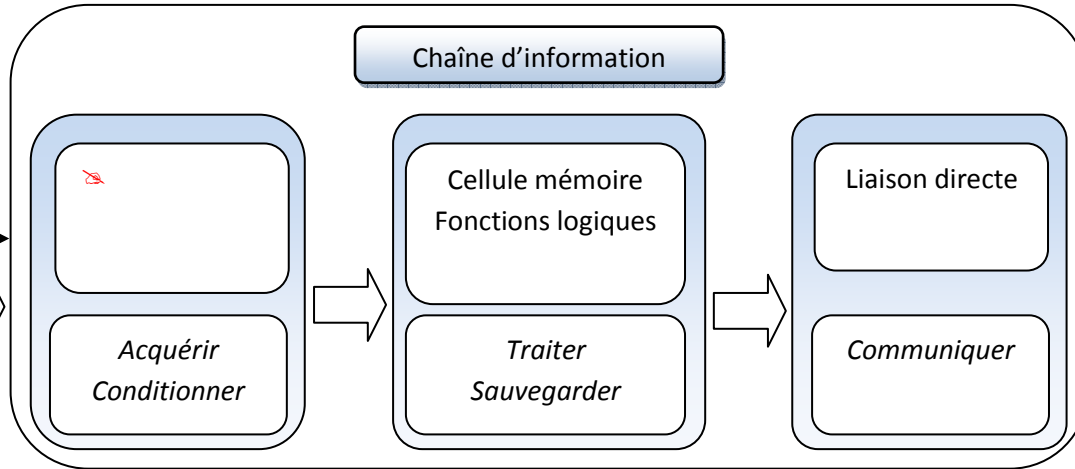 Chaîne d’information
Cellule mémoire
Fonctions logiques
Liaison directe
Acquérir
Conditionner
Traiter
Sauvegarder
Communiquer